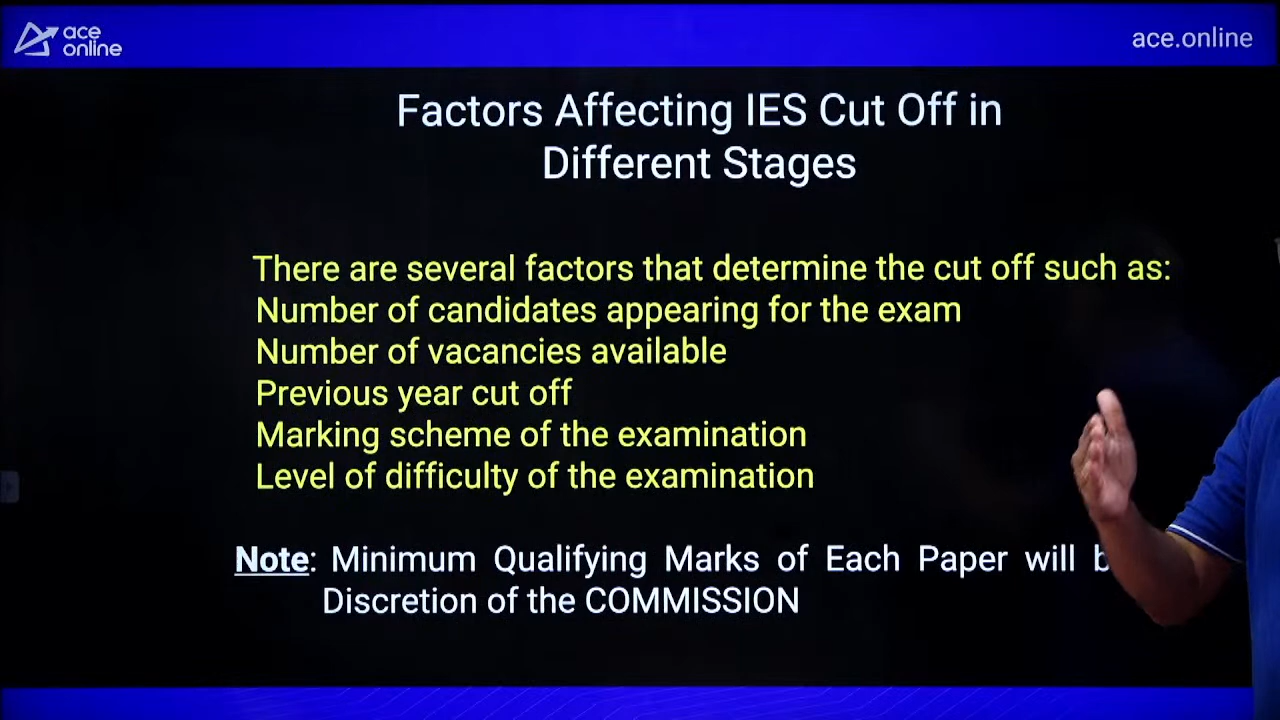 ace
online
ace.online
Factors Affecting IES Cut Off in
Different Stages
There are several factors that determine the cut off such as:
Number of candidates appearing for the exam
Number of vacancies available
Previous year cut off
Marking scheme of the examination
Level of difficulty of the examination
Note: Minimum Qualifying Marks of Each Paper will
Discretion of the COMMISSION